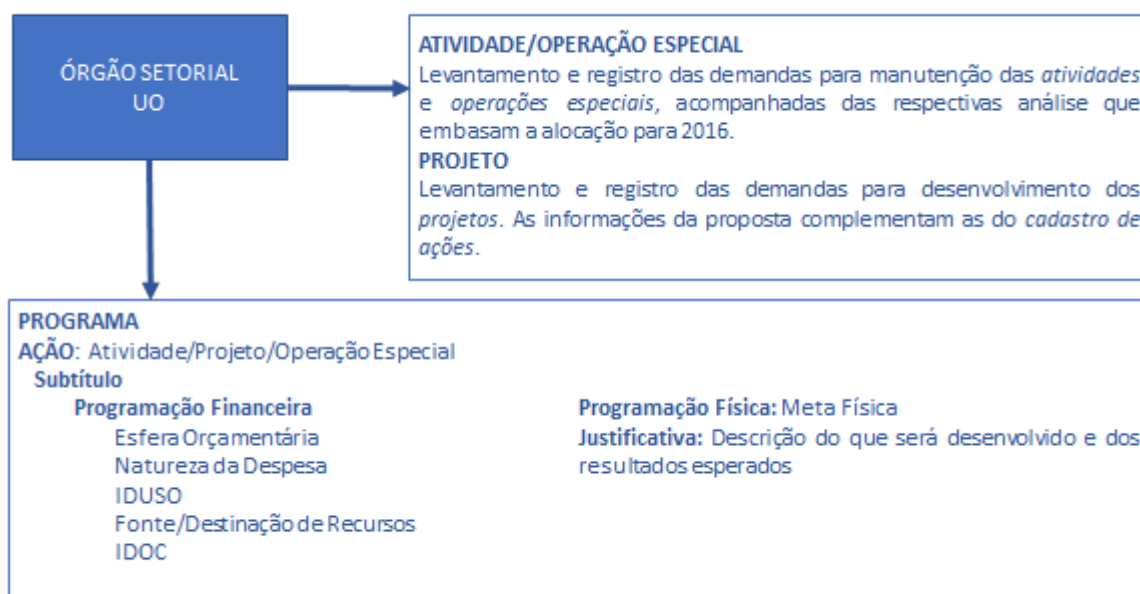 ÓRGÃO SETORIAL
UO
ATIVIDADE/OPERAÇÃO ESPECIAL
Levantamento e registro das demandas para manutenção das atividades
e operações especiais, acompanhadas das respectivas análise que
embasam a alocação para 2016.
PROJETO
Levantamento e registro das demandas para desenvolvimento dos
projetos. As informações da proposta complementam as do cadastro de
ações.
PROGRAMA
AÇÃO: Atividade/Projeto/Operação Especial
Subtítulo
Programação Financeira
Esfera Orçamentária
Natureza da Despesa
IDUSO
Fonte/Destinação de Recursos
IDOC
Programação Física: Meta Física
Justificativa: Descrição do que será desenvolvido e dos
resultados esperados